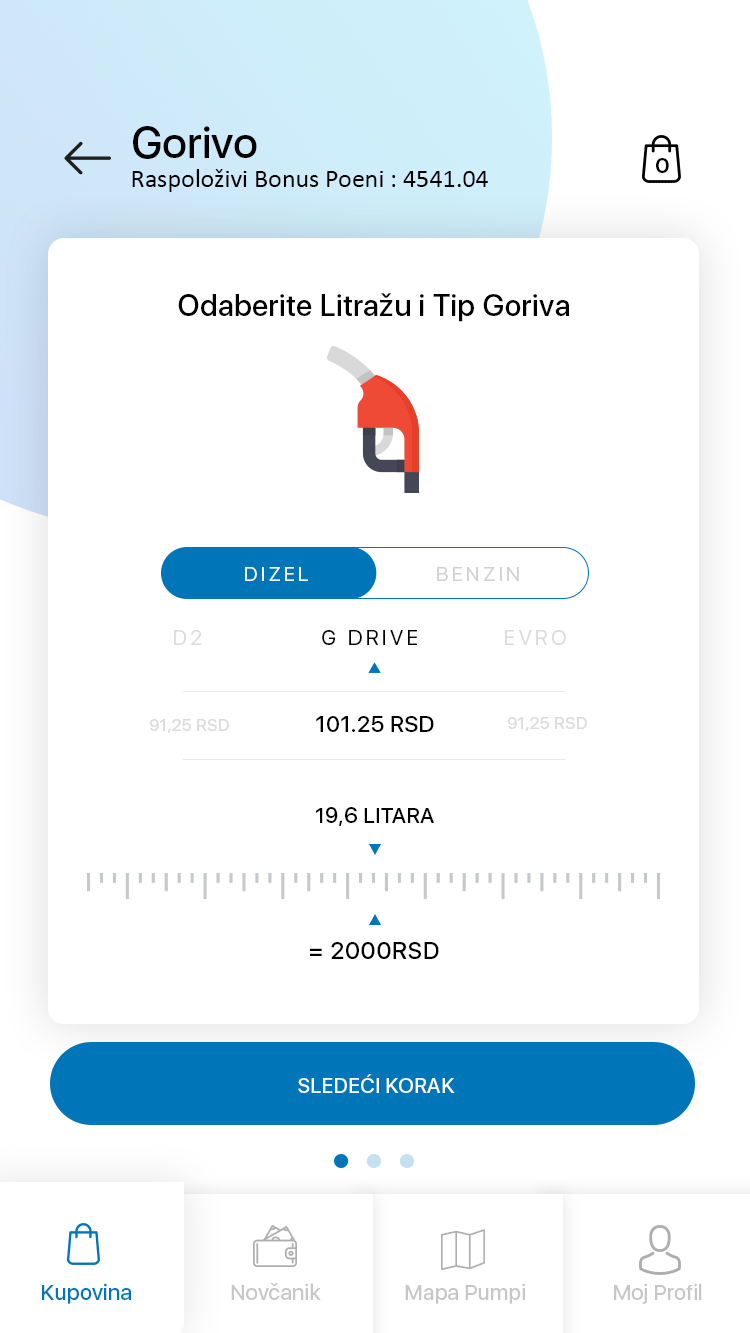 Gorivo
Raspoloživi Bonus Poeni : 4541.04
0
Odaberite Litražu i Tip Goriva
DIZEL BENZIN
D2 G DRIVE EVRO
91,25 RSD 101.25 RSD 91,25 RSD
19,6 LITARA
= 2000RSD
SLEDEĆI KORAK
Kupovina Novčanik Mapa Pumpi Moj Profil